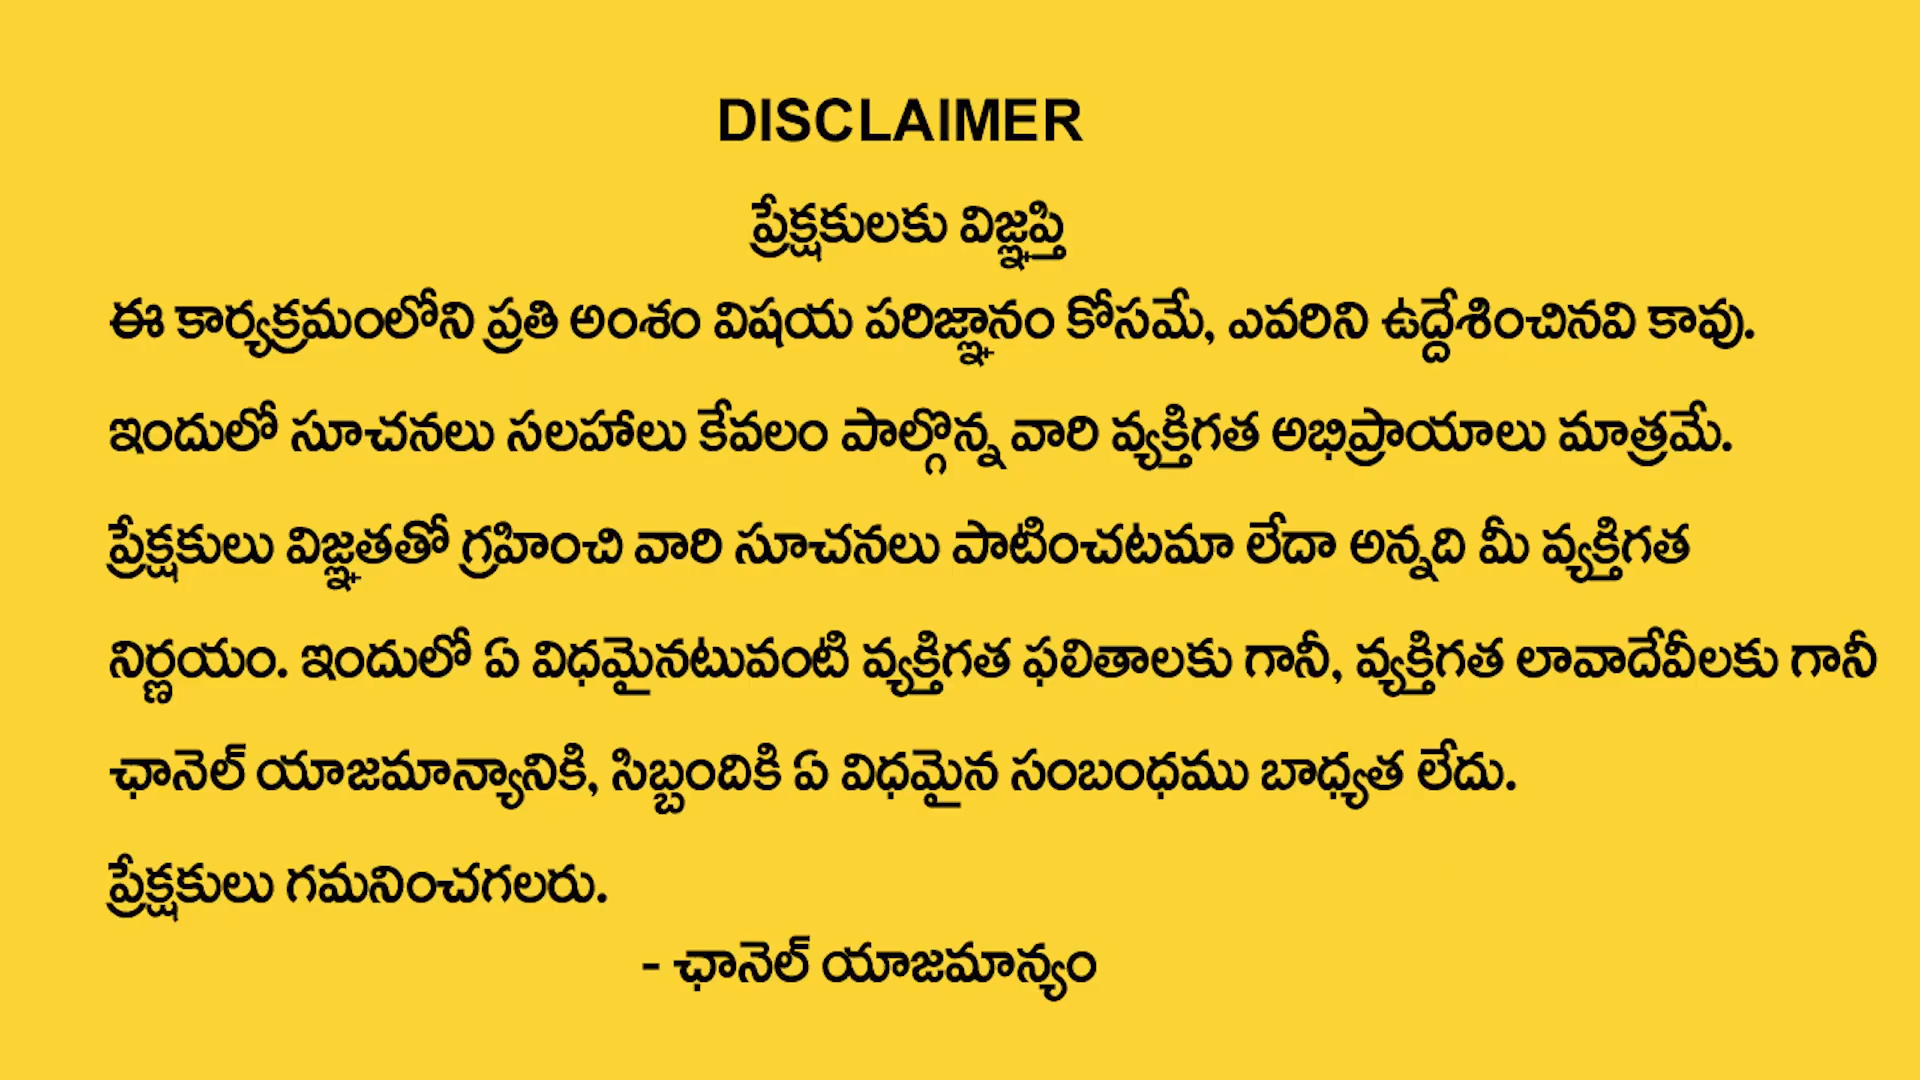 DISCLAIMER
ప్రేక్షకులకు విజ్ఞప్తి
ఈ కార్యక్రమంలోని ప్రతి అంశం విషయ పరిజ్ఞానం కోసమే, ఎవరిని ఉద్దేశించినవి కావు.
ఇందులో సూచనలు సలహాలు కేవలం పాల్గొన్న వారి వ్యక్తిగత అభిప్రాయాలు మాత్రమే.
ప్రేక్షకులు విజ్ఞతతో గ్రహించి వారి సూచనలు పాటించటమా లేదా అన్నది మీ వ్యక్తిగత
నిర్ణయం. ఇందులో ఏ విధమైనటువంటి వ్యక్తిగత ఫలితాలకు గానీ, వ్యక్తిగత లావాదేవీలకు గానీ
ఛానెల్ యాజమాన్యానికి, సిబ్బందికి ఏ విధమైన సంబంధము బాధ్యత లేదు.
ప్రేక్షకులు గమనించగలరు.
- ఛానెల్ యాజమాన్యం